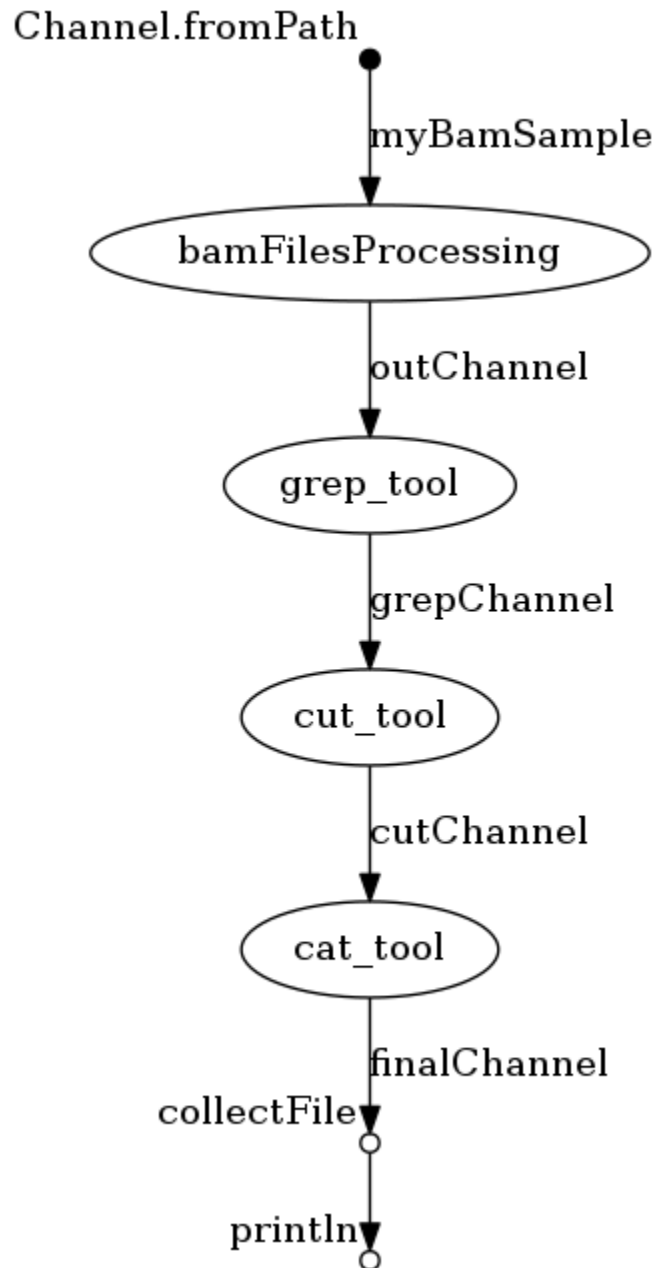 Channel.fromPath
myBamSample
bamFilesProcessing
outChannel
grep_tool
grepChannel
cut_tool
cutChannel
cat_tool
finalChannel
collectFile
println